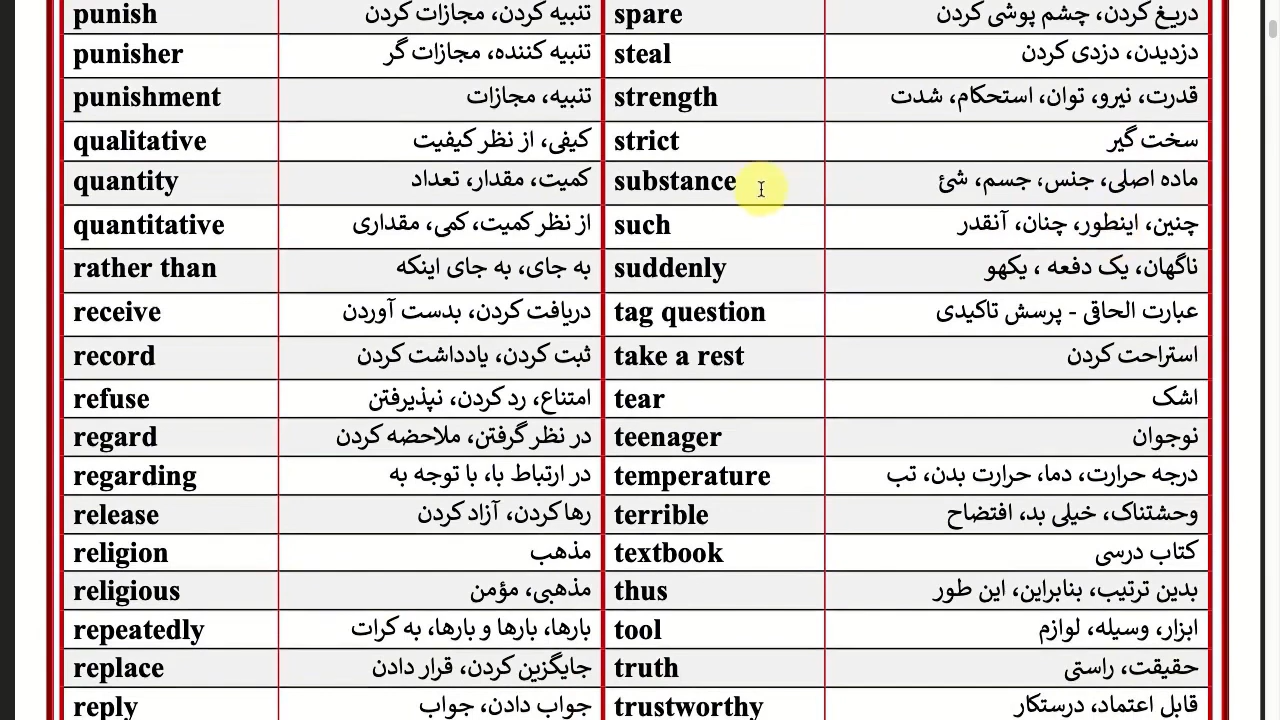 punish تنبیه کردن، مجازات کردن spare دریغ کردن، چشم پوشی کردن
punisher تنبیه کننده، مجازات گر steal دزدیدن، دزدی کردن
punishment تنبیه، مجازات strength قدرت، نیرو، توان، استحکام، شدت
qualitative کیفی، از نظر کیفیت strict سخت گیر
quantity کمیت، مقدار، تعداد substance ماده اصلی، جنس، جسم، شئ
quantitative از نظر کمیت، کمی، مقداری such چنین، اینطور، چنان، آنقدر
rather than به جای، به جای اینکه suddenly ناگهان، یک دفعه ، یکهو
receive دریافت کردن، بدست آوردن tag question عبارت الحاقی - پرسش تاکیدی
record ثبت کردن، یادداشت کردن take a rest استراحت کردن
refuse امتناع، رد کردن، نپذیرفتن tear اشک
regard در نظر گرفتن، ملاحضه کردن teenager نوجوان
regarding در ارتباط با، با توجه به temperature درجه حرارت، دما، حرارت بدن، تب
release رها کردن، آزاد کردن terrible وحشتناک، خیلی بد، افتضاح
religion مذهب textbook کتاب درسی
religious مذهبی، مؤمن thus بدین ترتیب، بنابراین، این طور
repeatedly بارها، بارها و بارها، به کرات tool ابزار، وسیله، لوازم
replace جایگزین کردن، قرار دادن truth حقیقت، راستی
reply جواب دادن، جواب trustworthy قابل اعتماد، درستکار